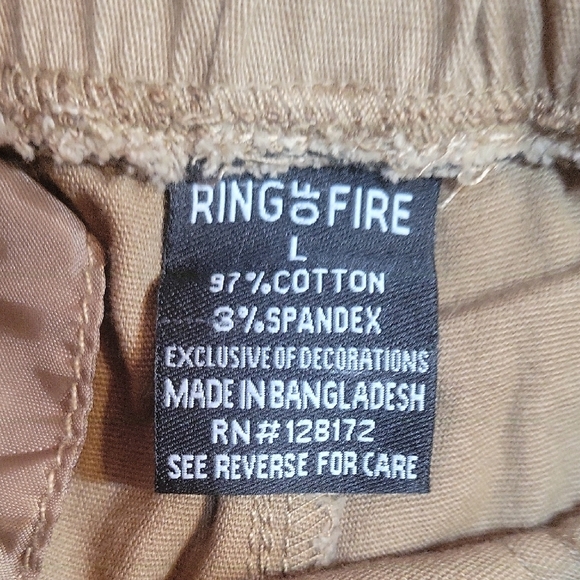 RING OF FIRE
L
97%COTTON
3%SPANDEX
EXCLUSIVE OF DECORATIONS
MADE IN BANGLADESH
RN# 128172
SEE REVERSE FOR CARE